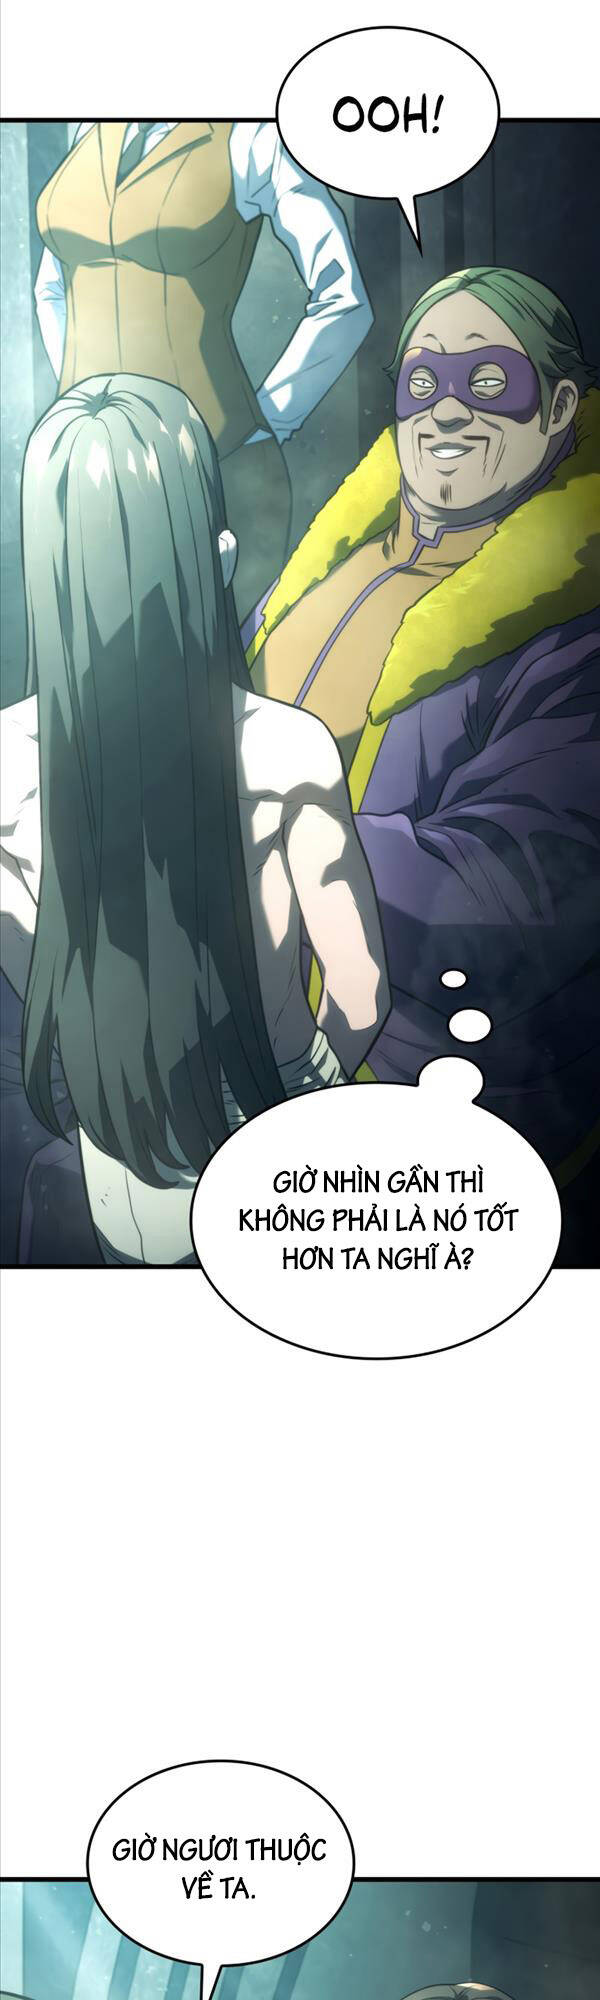 OOH!
GIỜ NHÌN GẦN THÌ
KHÔNG PHẢI LÀ NÓ TỐT
HƠN TA NGHĨ À?
GIỜ NGƯƠI THUỘC
VỀ TA.